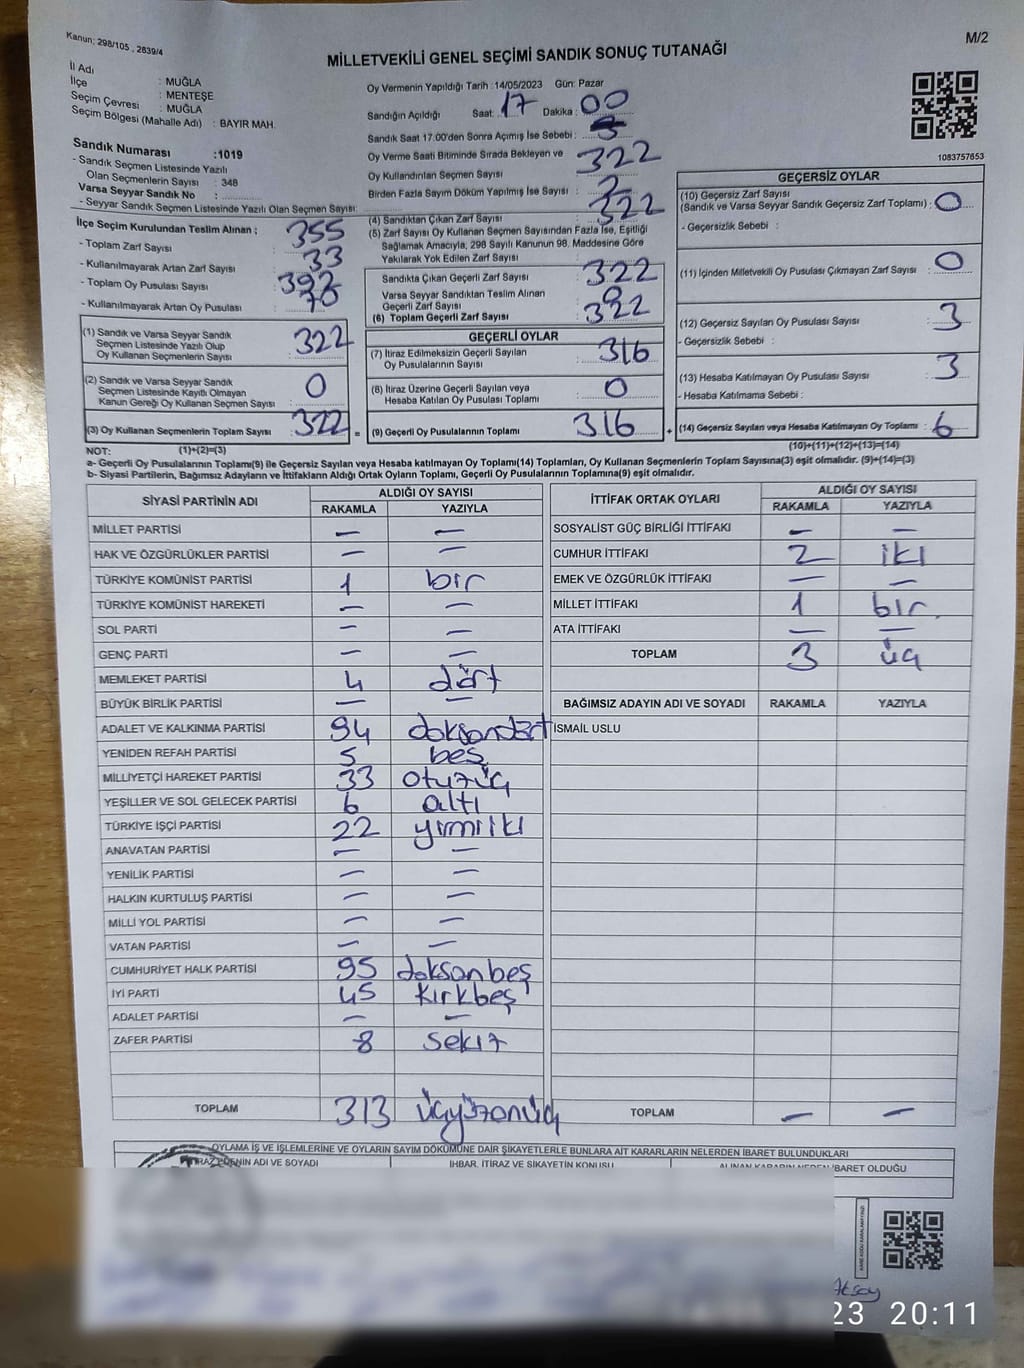 Kanun; 298/105 , 2839/4
M/2
MİLLETVEKİLİ GENEL SEÇİMİ SANDIK SONUÇ TUTANAĞI
İl Adı : MUĞLA
İlçe : MENTEŞE
Seçim Çevresi : MUĞLA
Seçim Bölgesi (Mahalle Adı) : BAYIR MAH.
Sandık Numarası :1019
- Sandık Seçmen Listesinde Yazılı
Olan Seçmenlerin Sayısı : 348
Varsa Seyyar Sandık No :
- Seyyar Sandık Seçmen Listesinde Yazılı Olan Seçmen Sayısı:
İlçe Seçim Kurulundan Teslim Alınan ; 355
- Toplam Zarf Sayısı
- Kullanılmayarak Artan Zarf Sayısı 33
- Toplam Oy Pusulası Sayısı
- Kullanılmayarak Artan Oy Pusulası
(1) Sandık ve Varsa Seyyar Sandık
Seçmen Listesinde Yazılı Olup
Oy Kullanan Seçmenlerin Sayısı : 322
(2) Sandık ve Varsa Seyyar Sandık
Seçmen Listesinde Kayıtlı Olmayan
Kanun Gereği Oy Kullanan Seçmen Sayısı : 0
(3) Oy Kullanan Seçmenlerin Toplam Sayısı : 322
Oy Vermenin Yapıldığı Tarih :14/05/2023 Gün: Pazar
Sandığın Açıldığı Saat: 17 Dakika : 00
Sandık Saat 17.00'den Sonra Açımış İse Sebebi :
Oy Verme Saati Bitiminde Sırada Bekleyen ve
Oy Kullandırılan Seçmen Sayısı : 322
Birden Fazla Sayım Döküm Yapılmış İse Sayısı : 2
(4) Sandıktan Çıkan Zarf Sayısı : 322
(5) Zarf Sayısı Oy Kullanan Seçmen Sayısından Fazla İse, Eşitliği
Sağlamak Amacıyla, 298 Sayılı Kanunun 98. Maddesine Göre
Yakılarak Yok Edilen Zarf Sayısı
Sandıkta Çıkan Geçerli Zarf Sayısı : 322
Varsa Seyyar Sandıktan Teslim Alınan
Geçerli Zarf Sayısı : 0
(6) Toplam Geçerli Zarf Sayısı : 322
GEÇERLİ OYLAR
(7) İtiraz Edilmeksizin Geçerli Sayılan
Oy Pusulalarının Sayısı : 316
(8) İtiraz Üzerine Geçerli Sayılan veya
Hesaba Katılan Oy Pusulası Toplamı : 0
= (9) Geçerli Oy Pusulalarının Toplamı : 316 +
1083757653
GEÇERSİZ OYLAR
(10) Geçersiz Zarf Sayısı
(Sandık ve Varsa Seyyar Sandık Geçersiz Zarf Toplamı) : 0
- Geçersizlik Sebebi :
(11) İçinden Milletvekili Oy Pusulası Çıkmayan Zarf Sayısı : 0
(12) Geçersiz Sayılan Oy Pusulası Sayısı : 3
- Geçersizlik Sebebi :
(13) Hesaba Katılmayan Oy Pusulası Sayısı : 3
- Hesaba Katılmama Sebebi :
(14) Geçersiz Sayılan veya Hesaba Katılmayan Oy Toplamı : 6
NOT: (1)+(2)=(3) (10)+(11)+(12)+(13)=(14)
a- Geçerli Oy Pusulalarının Toplamı(9) ile Geçersiz Sayılan veya Hesaba katılmayan Oy Toplamı(14) Toplamları, Oy Kullanan Seçmenlerin Toplam Sayısına(3) eşit olmalıdır. (9)+(14)=(3)
b- Siyasi Partilerin, Bağımsız Adayların ve İttifakların Aldığı Ortak Oyların Toplamı, Geçerli Oy Pusulalarının Toplamına(9) eşit olmalıdır.
SİYASİ PARTİNİN ADI ALDIĞI OY SAYISI
RAKAMLA YAZIYLA
MİLLET PARTİSİ — —
HAK VE ÖZGÜRLÜKLER PARTİSİ — —
TÜRKİYE KOMÜNİST PARTİSİ 1 bir
TÜRKİYE KOMÜNİST HAREKETİ — —
SOL PARTİ — —
GENÇ PARTİ — —
MEMLEKET PARTİSİ 4 dört
BÜYÜK BİRLİK PARTİSİ — —
ADALET VE KALKINMA PARTİSİ 94 doksandört
YENİDEN REFAH PARTİSİ 5 beş
MİLLİYETÇİ HAREKET PARTİSİ 33 otuzüç
YEŞİLLER VE SOL GELECEK PARTİSİ 6 altı
TÜRKİYE İŞÇİ PARTİSİ 22 yirmiiki
ANAVATAN PARTİSİ — —
YENİLİK PARTİSİ — —
HALKIN KURTULUŞ PARTİSİ — —
MİLLİ YOL PARTİSİ — —
VATAN PARTİSİ — —
CUMHURİYET HALK PARTİSİ 95 doksanbeş
İYİ PARTİ 45 kırkbeş
ADALET PARTİSİ — —
ZAFER PARTİSİ 8 sekiz
TOPLAM 313 üçyüzonüç
İTTİFAK ORTAK OYLARI ALDIĞI OY SAYISI
RAKAMLA YAZIYLA
SOSYALİST GÜÇ BİRLİĞİ İTTİFAKI — —
CUMHUR İTTİFAKI 2 iki
EMEK VE ÖZGÜRLÜK İTTİFAKI — —
MİLLET İTTİFAKI 1 bir
ATA İTTİFAKI — —
TOPLAM 3 üç
BAĞIMSIZ ADAYIN ADI VE SOYADI RAKAMLA YAZIYLA
İSMAİL USLU
TOPLAM — —
OYLAMA İŞ VE İŞLEMLERİNE VE OYLARIN SAYIM DÖKÜMÜNE DAİR ŞİKAYETLERLE BUNLARA AİT KARARLARIN NELERDEN İBARET BULUNDUKLARI
ADI VE SOYADI İHBAR, İTİRAZ VE ŞİKAYETİN KONUSU İBARET OLDUĞU
Aksoy
23 20:11